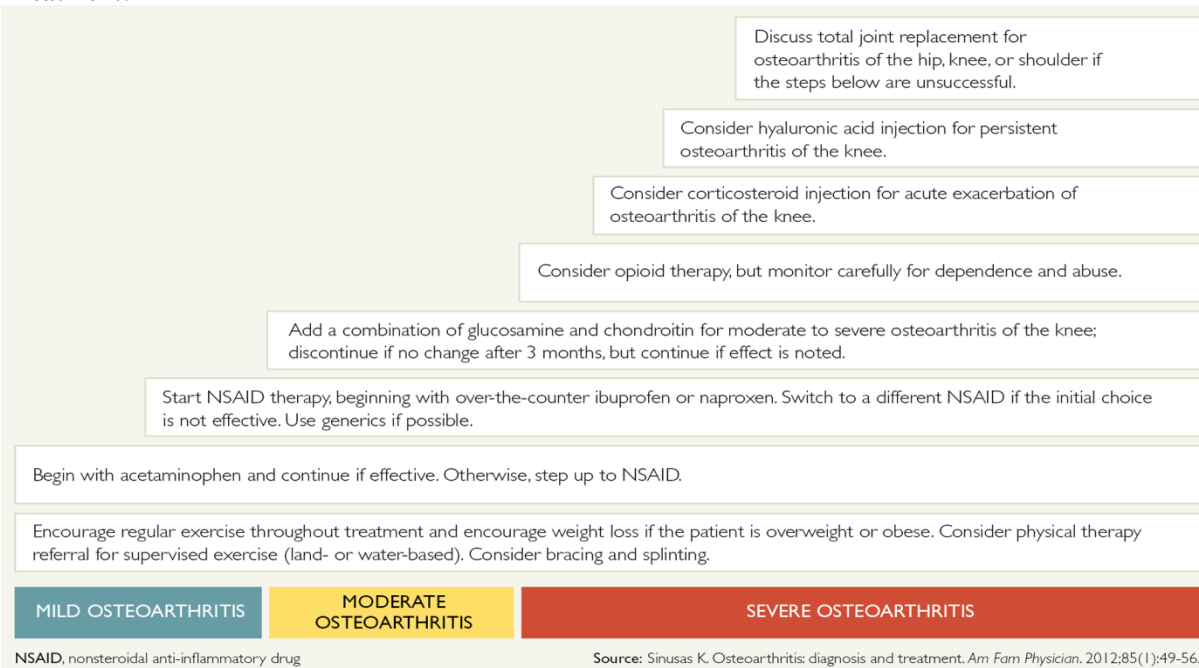 Discuss total joint replacement for
osteoarthritis of the hip, knee, or shoulder if
the steps below are unsuccessful.
Consider hyaluronic acid injection for persistent
osteoarthritis of the knee.
Consider corticosteroid injection for acute exacerbation of
osteoarthritis of the knee.
Consider opioid therapy, but monitor carefully for dependence and abuse.
Add a combination of glucosamine and chondroitin for moderate to severe osteoarthritis of the knee;
discontinue if no change after 3 months, but continue if effect is noted.
Start NSAID therapy, beginning with over-the-counter ibuprofen or naproxen. Switch to a different NSAID if the initial choice
is not effective. Use generics if possible.
Begin with acetaminophen and continue if effective. Otherwise, step up to NSAID.
Encourage regular exercise throughout treatment and encourage weight loss if the patient is overweight or obese. Consider physical therapy
referral for supervised exercise (land- or water-based). Consider bracing and splinting.
MILD OSTEOARTHRITIS
MODERATE
OSTEOARTHRITIS
SEVERE OSTEOARTHRITIS
NSAID, nonsteroidal anti-inflammatory drug
Source: Sinusas K. Osteoarthritis: diagnosis and treatment. Am Fam Physician. 2012;85(1):49-56.